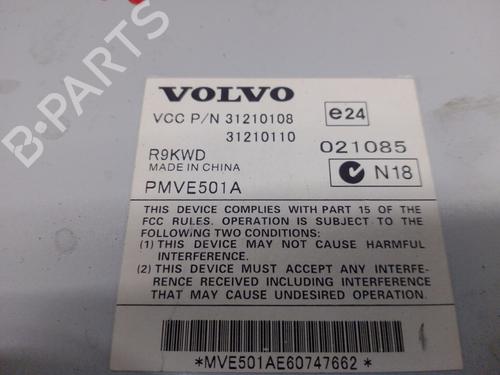 VOLVO
VCC P/N 31210108
31210110
e24
R9KWD
MADE IN CHINA
021085
PMVE501A
N18
THIS DEVICE COMPLIES WITH PART 15 OF THE
FCC RULES. OPERATION IS SUBJECT TO THE
FOLLOWING TWO CONDITIONS:
(1) THIS DEVICE MAY NOT CAUSE HARMFUL
INTERFERENCE.
(2) THIS DEVICE MUST ACCEPT ANY INTERFE-
RENCE RECEIVED INCLUDING INTERFERENCE
THAT MAY CAUSE UNDESIRED OPERATION.
*MVE501AE60747662*
B-PARTS